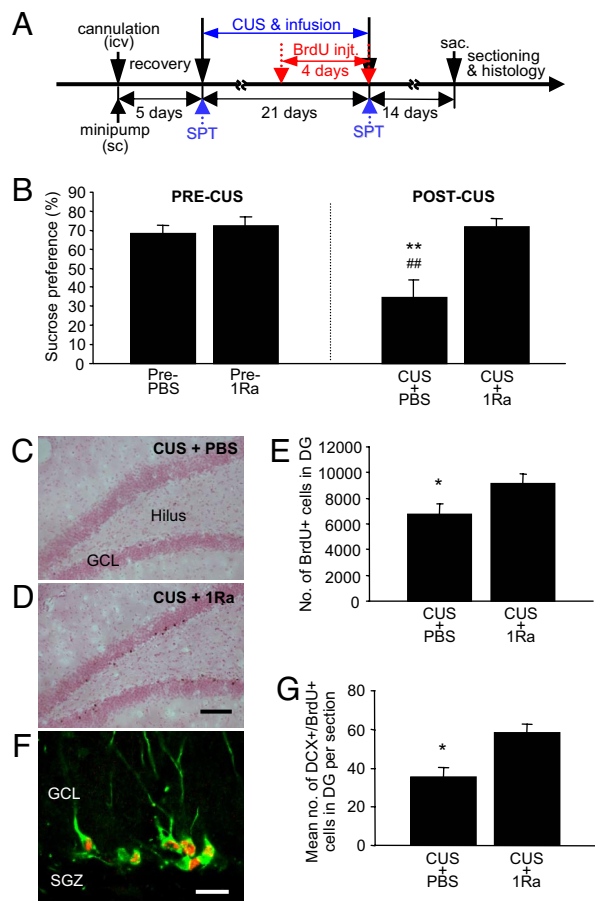 A
cannulation
(icv)
recovery
CUS & infusion
BrdU injt.
4 days
sac.
sectioning
& histology
5 days
21 days
14 days
minipump
(sc)
SPT
SPT
B
PRE-CUS
POST-CUS
Sucrose preference (%)
90
80
70
60
50
40
30
20
10
0
**
##
Pre-
PBS
Pre-
1Ra
CUS
+
PBS
CUS
+
1Ra
C
CUS + PBS
Hilus
GCL
D
CUS + 1Ra
E
No. of BrdU+ cells in DG
12000
10000
8000
6000
4000
2000
0
*
CUS
+
PBS
CUS
+
1Ra
F
GCL
SGZ
G
Mean no. of DCX+/BrdU+
cells in DG per section
80
60
40
20
0
*
CUS
+
PBS
CUS
+
1Ra